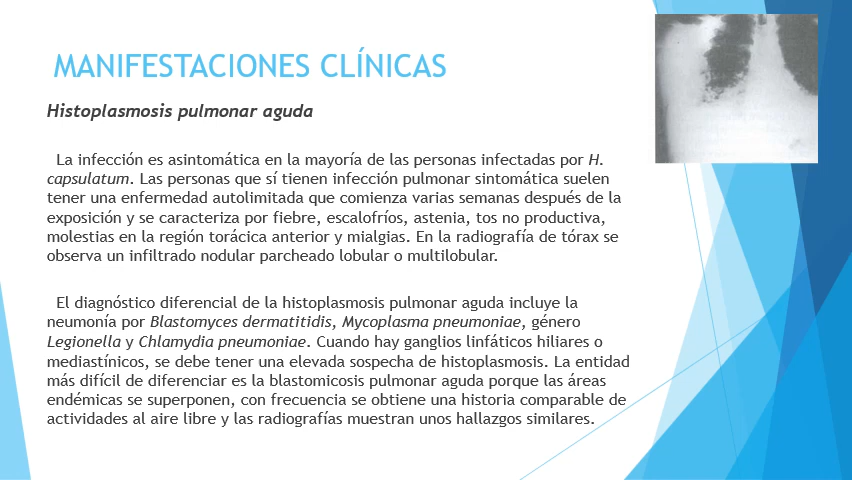 MANIFESTACIONES CLÍNICAS
Histoplasmosis pulmonar aguda
La infección es asintomática en la mayoría de las personas infectadas por H.
capsulatum. Las personas que sí tienen infección pulmonar sintomática suelen
tener una enfermedad autolimitada que comienza varias semanas después de la
exposición y se caracteriza por fiebre, escalofríos, astenia, tos no productiva,
molestias en la región torácica anterior y mialgias. En la radiografía de tórax se
observa un infiltrado nodular parcheado lobular o multilobular.
El diagnóstico diferencial de la histoplasmosis pulmonar aguda incluye la
neumonía por Blastomyces dermatitidis, Mycoplasma pneumoniae, género
Legionella y Chlamydia pneumoniae. Cuando hay ganglios linfáticos hiliares o
mediastínicos, se debe tener una elevada sospecha de histoplasmosis. La entidad
más difícil de diferenciar es la blastomicosis pulmonar aguda porque las áreas
endémicas se superponen, con frecuencia se obtiene una historia comparable de
actividades al aire libre y las radiografías muestran unos hallazgos similares.